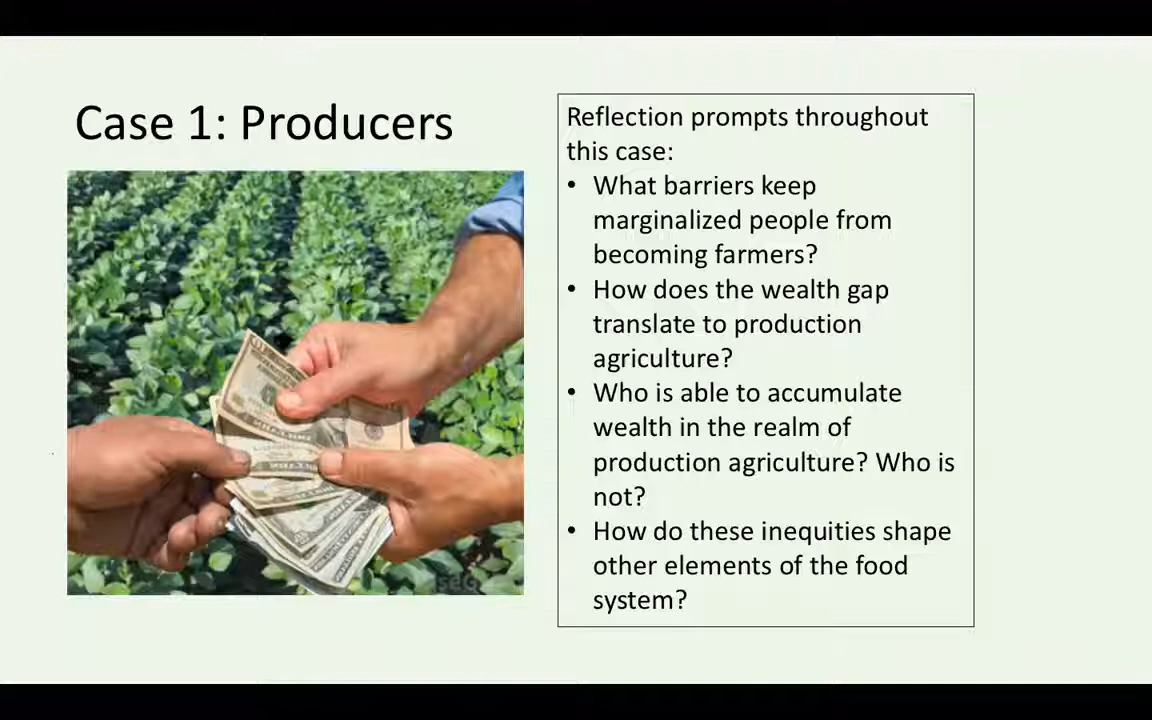 Case 1: Producers
Reflection prompts throughout
this case:
• What barriers keep
marginalized people from
becoming farmers?
• How does the wealth gap
translate to production
agriculture?
• Who is able to accumulate
wealth in the realm of
production agriculture? Who is
not?
• How do these inequities shape
other elements of the food
system?